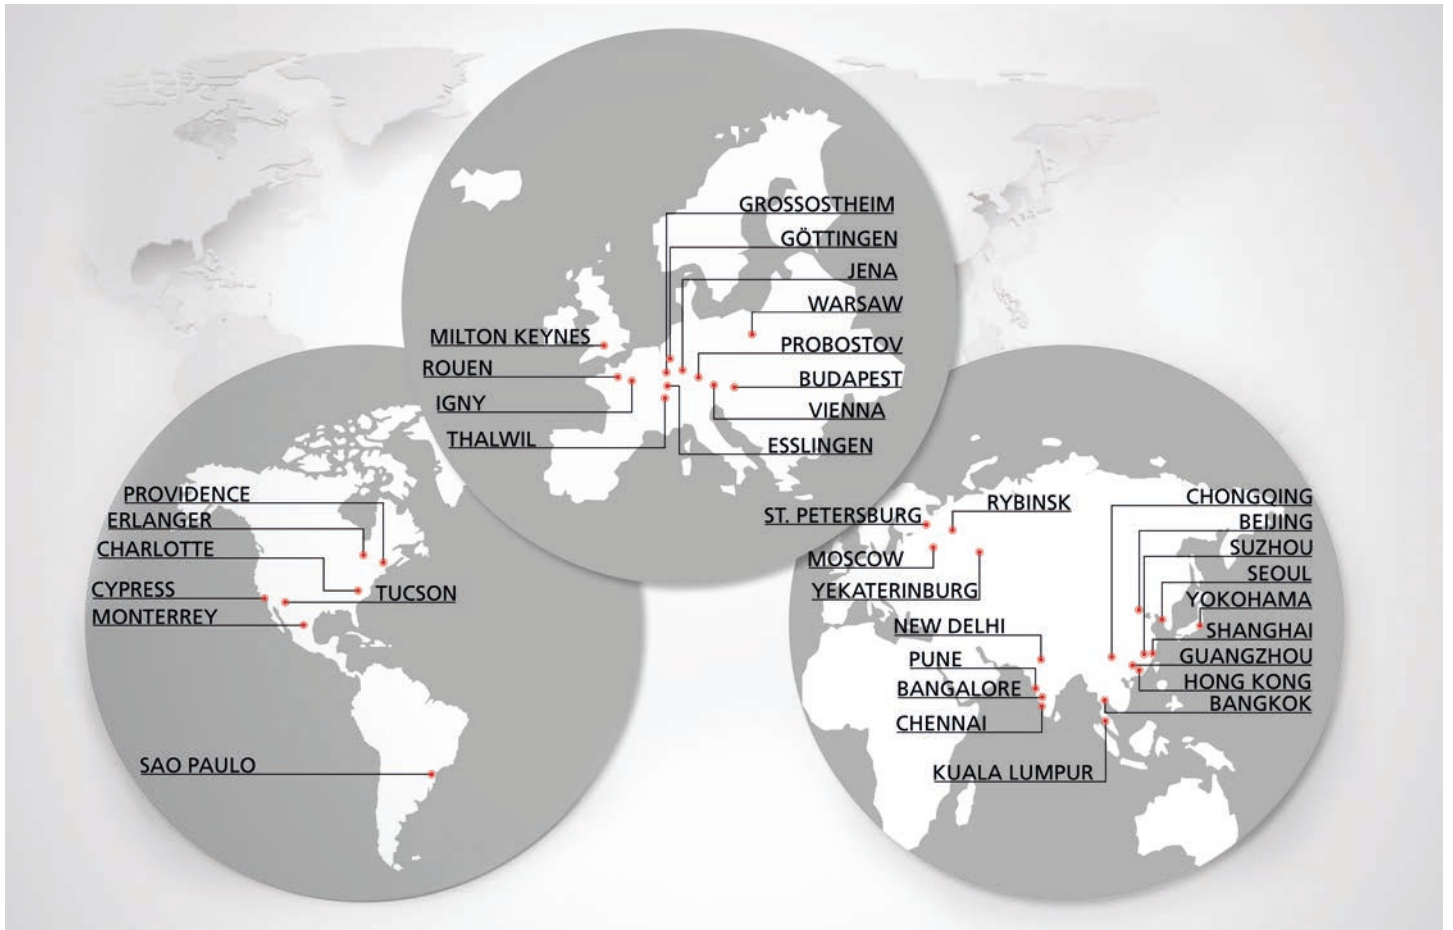 GROSSOSTHEIM
GÖTTINGEN
JENA
WARSAW
MILTON KEYNES
PROBOSTOV
ROUEN
BUDAPEST
IGNY
VIENNA
THALWIL
ESSLINGEN
PROVIDENCE
ERLANGER
CHARLOTTE
CYPRESS
TUCSON
MONTERREY
SAO PAULO
ST. PETERSBURG
RYBINSK
MOSCOW
YEKATERINBURG
NEW DELHI
PUNE
BANGALORE
CHENNAI
KUALA LUMPUR
CHONGQING
BEIJING
SUZHOU
SEOUL
YOKOHAMA
SHANGHAI
GUANGZHOU
HONG KONG
BANGKOK